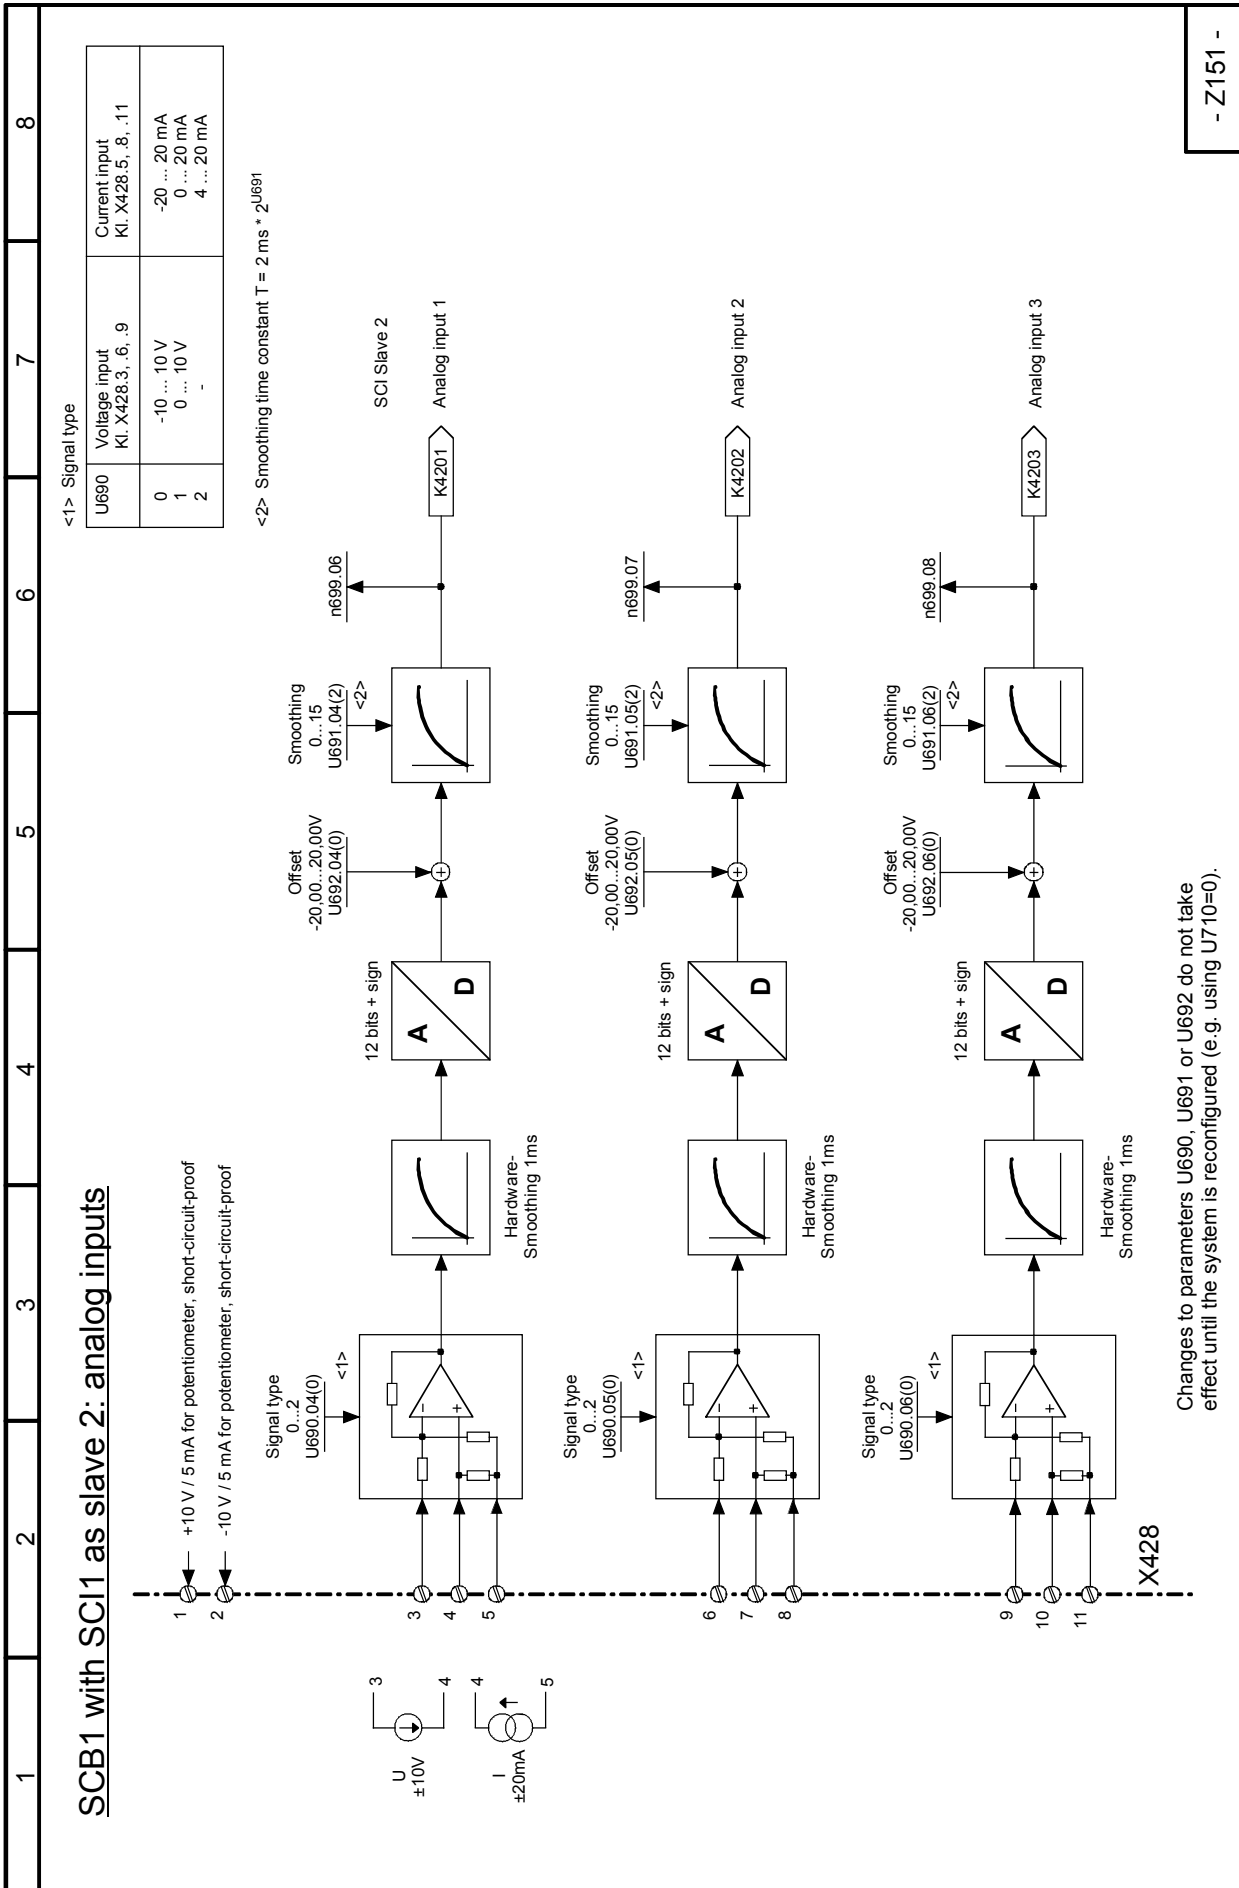 1 2 3 4 5 6 7 8
SCB1 with SCI1 as slave 2: analog inputs
<1> Signal type
U690
Voltage input
Kl. X428.3, .6, .9
Current input
Kl. X428.5, .8, .11
0 -10 ... 10 V -20 ... 20 mA
1 0 ... 10 V 0 ... 20 mA
2 - 4 ... 20 mA
<2> Smoothing time constant T = 2 ms * 2^U691
1 +10 V / 5 mA for potentiometer, short-circuit-proof
2 -10 V / 5 mA for potentiometer, short-circuit-proof
SCI Slave 2
U
±10V
3
4
I
±20mA
4
5
3
4
5
Signal type
0...2
U690.04(0)
<1>
-
+
Hardware-
Smoothing 1ms
12 bits + sign
A
D
Offset
-20,00...20,00V
U692.04(0)
+
Smoothing
0...15
U691.04(2)
<2>
n699.06
K4201
Analog input 1
6
7
8
Signal type
0...2
U690.05(0)
<1>
-
+
Hardware-
Smoothing 1ms
12 bits + sign
A
D
Offset
-20,00...20,00V
U692.05(0)
+
Smoothing
0...15
U691.05(2)
<2>
n699.07
K4202
Analog input 2
9
10
11
Signal type
0...2
U690.06(0)
<1>
-
+
Hardware-
Smoothing 1ms
12 bits + sign
A
D
Offset
-20,00...20,00V
U692.06(0)
+
Smoothing
0...15
U691.06(2)
<2>
n699.08
K4203
Analog input 3
X428
Changes to parameters U690, U691 or U692 do not take
effect until the system is reconfigured (e.g. using U710=0).
- Z151 -